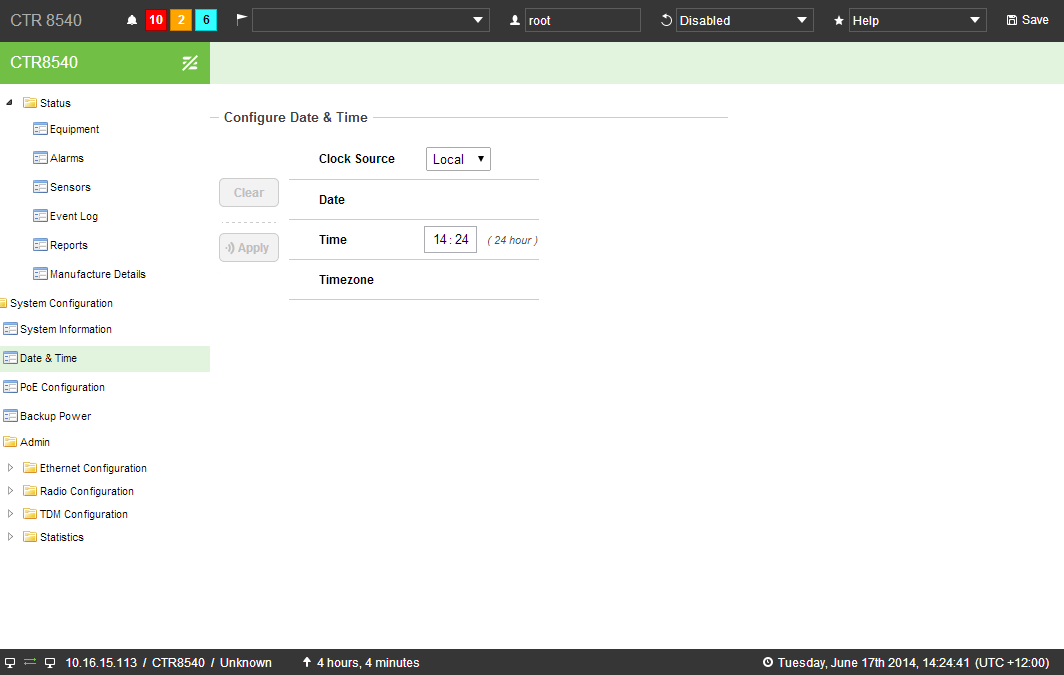 CTR 8540 10 2 6 root Disabled Help Save
CTR8540
Status
Equipment
Alarms
Sensors
Event Log
Reports
Manufacture Details
System Configuration
System Information
Date & Time
PoE Configuration
Backup Power
Admin
Ethernet Configuration
Radio Configuration
TDM Configuration
Statistics
Configure Date & Time
Clock Source Local
Clear
Date
Time 14 : 24 ( 24 hour )
Apply
Timezone
10.16.15.113 / CTR8540 / Unknown 4 hours, 4 minutes Tuesday, June 17th 2014, 14:24:41 (UTC +12:00)